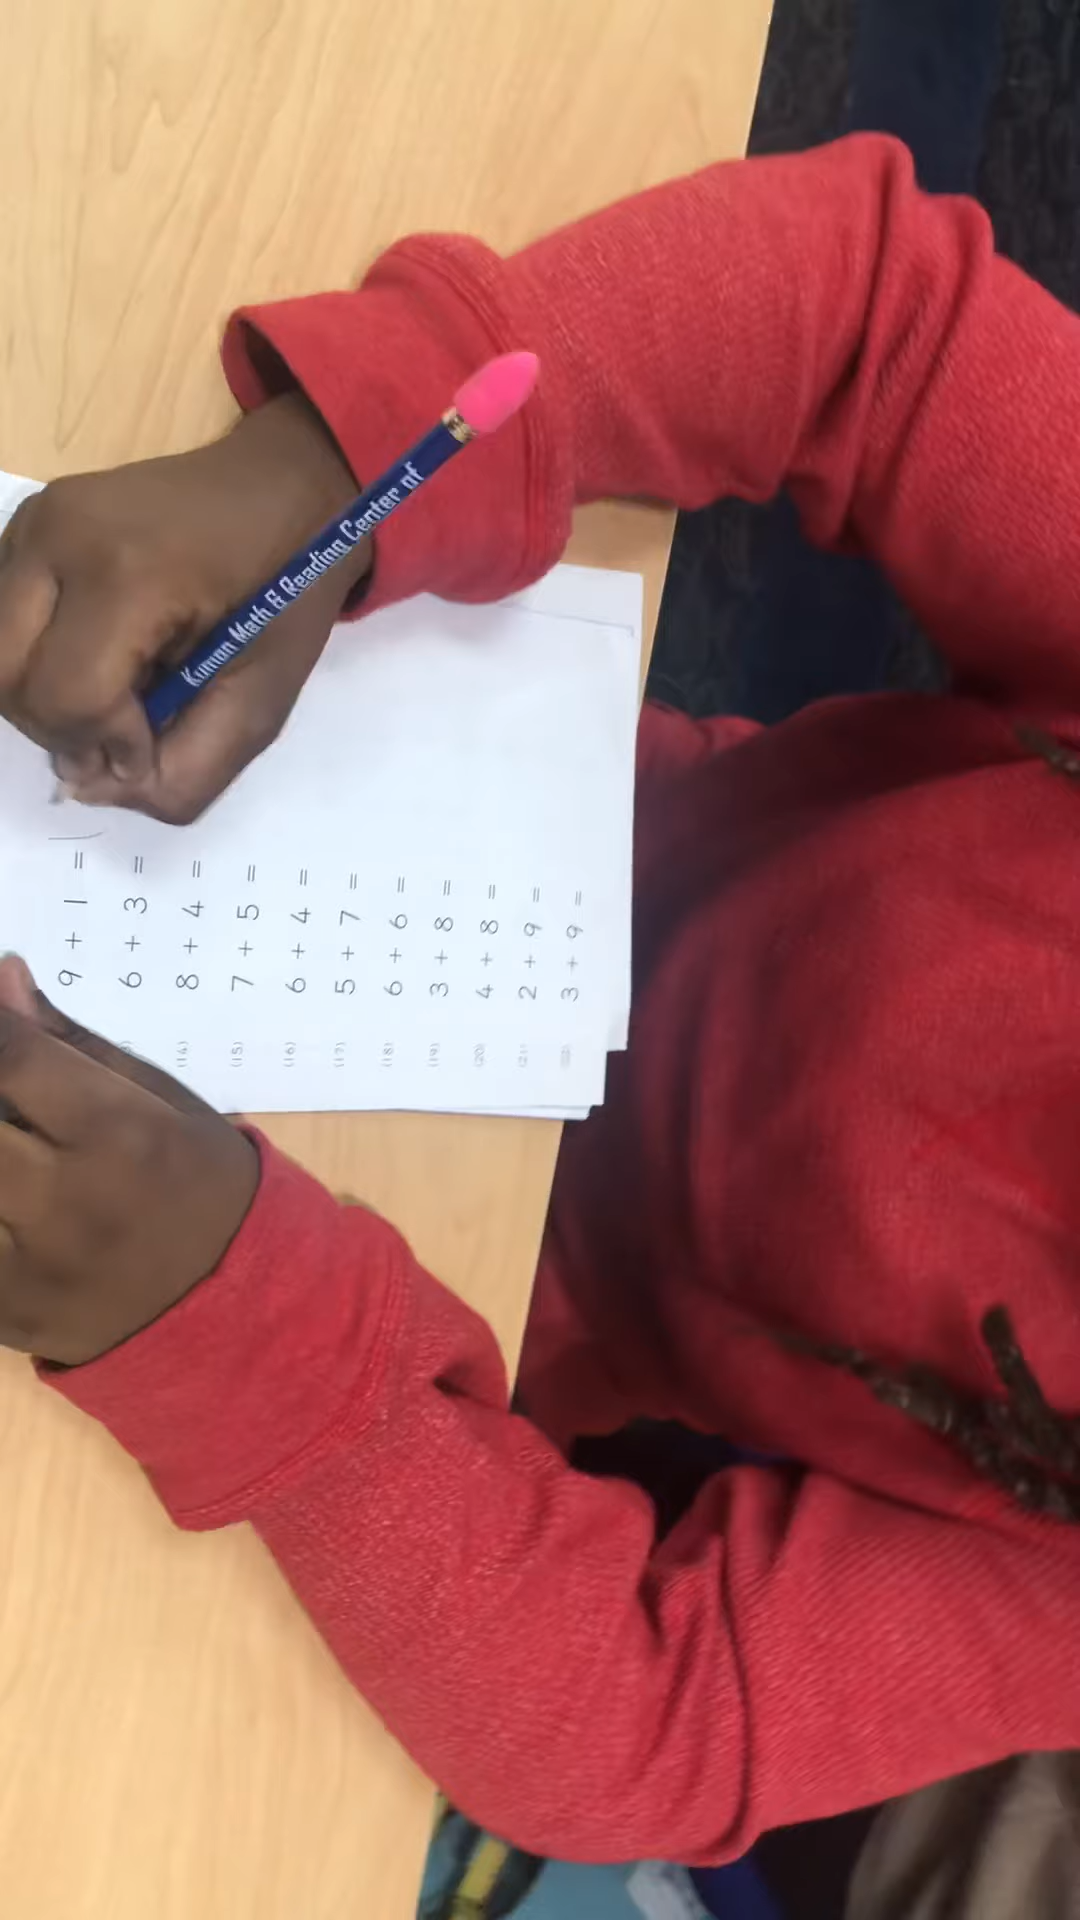 9 + 1 =
6 + 3 =
(14) 8 + 4 =
(15) 7 + 5 =
(16) 6 + 4 =
(17) 5 + 7 =
(18) 6 + 6 =
(19) 3 + 8 =
(20) 4 + 8 =
(21) 2 + 9 =
(22) 3 + 9 =
Kumon Math & Reading Center of